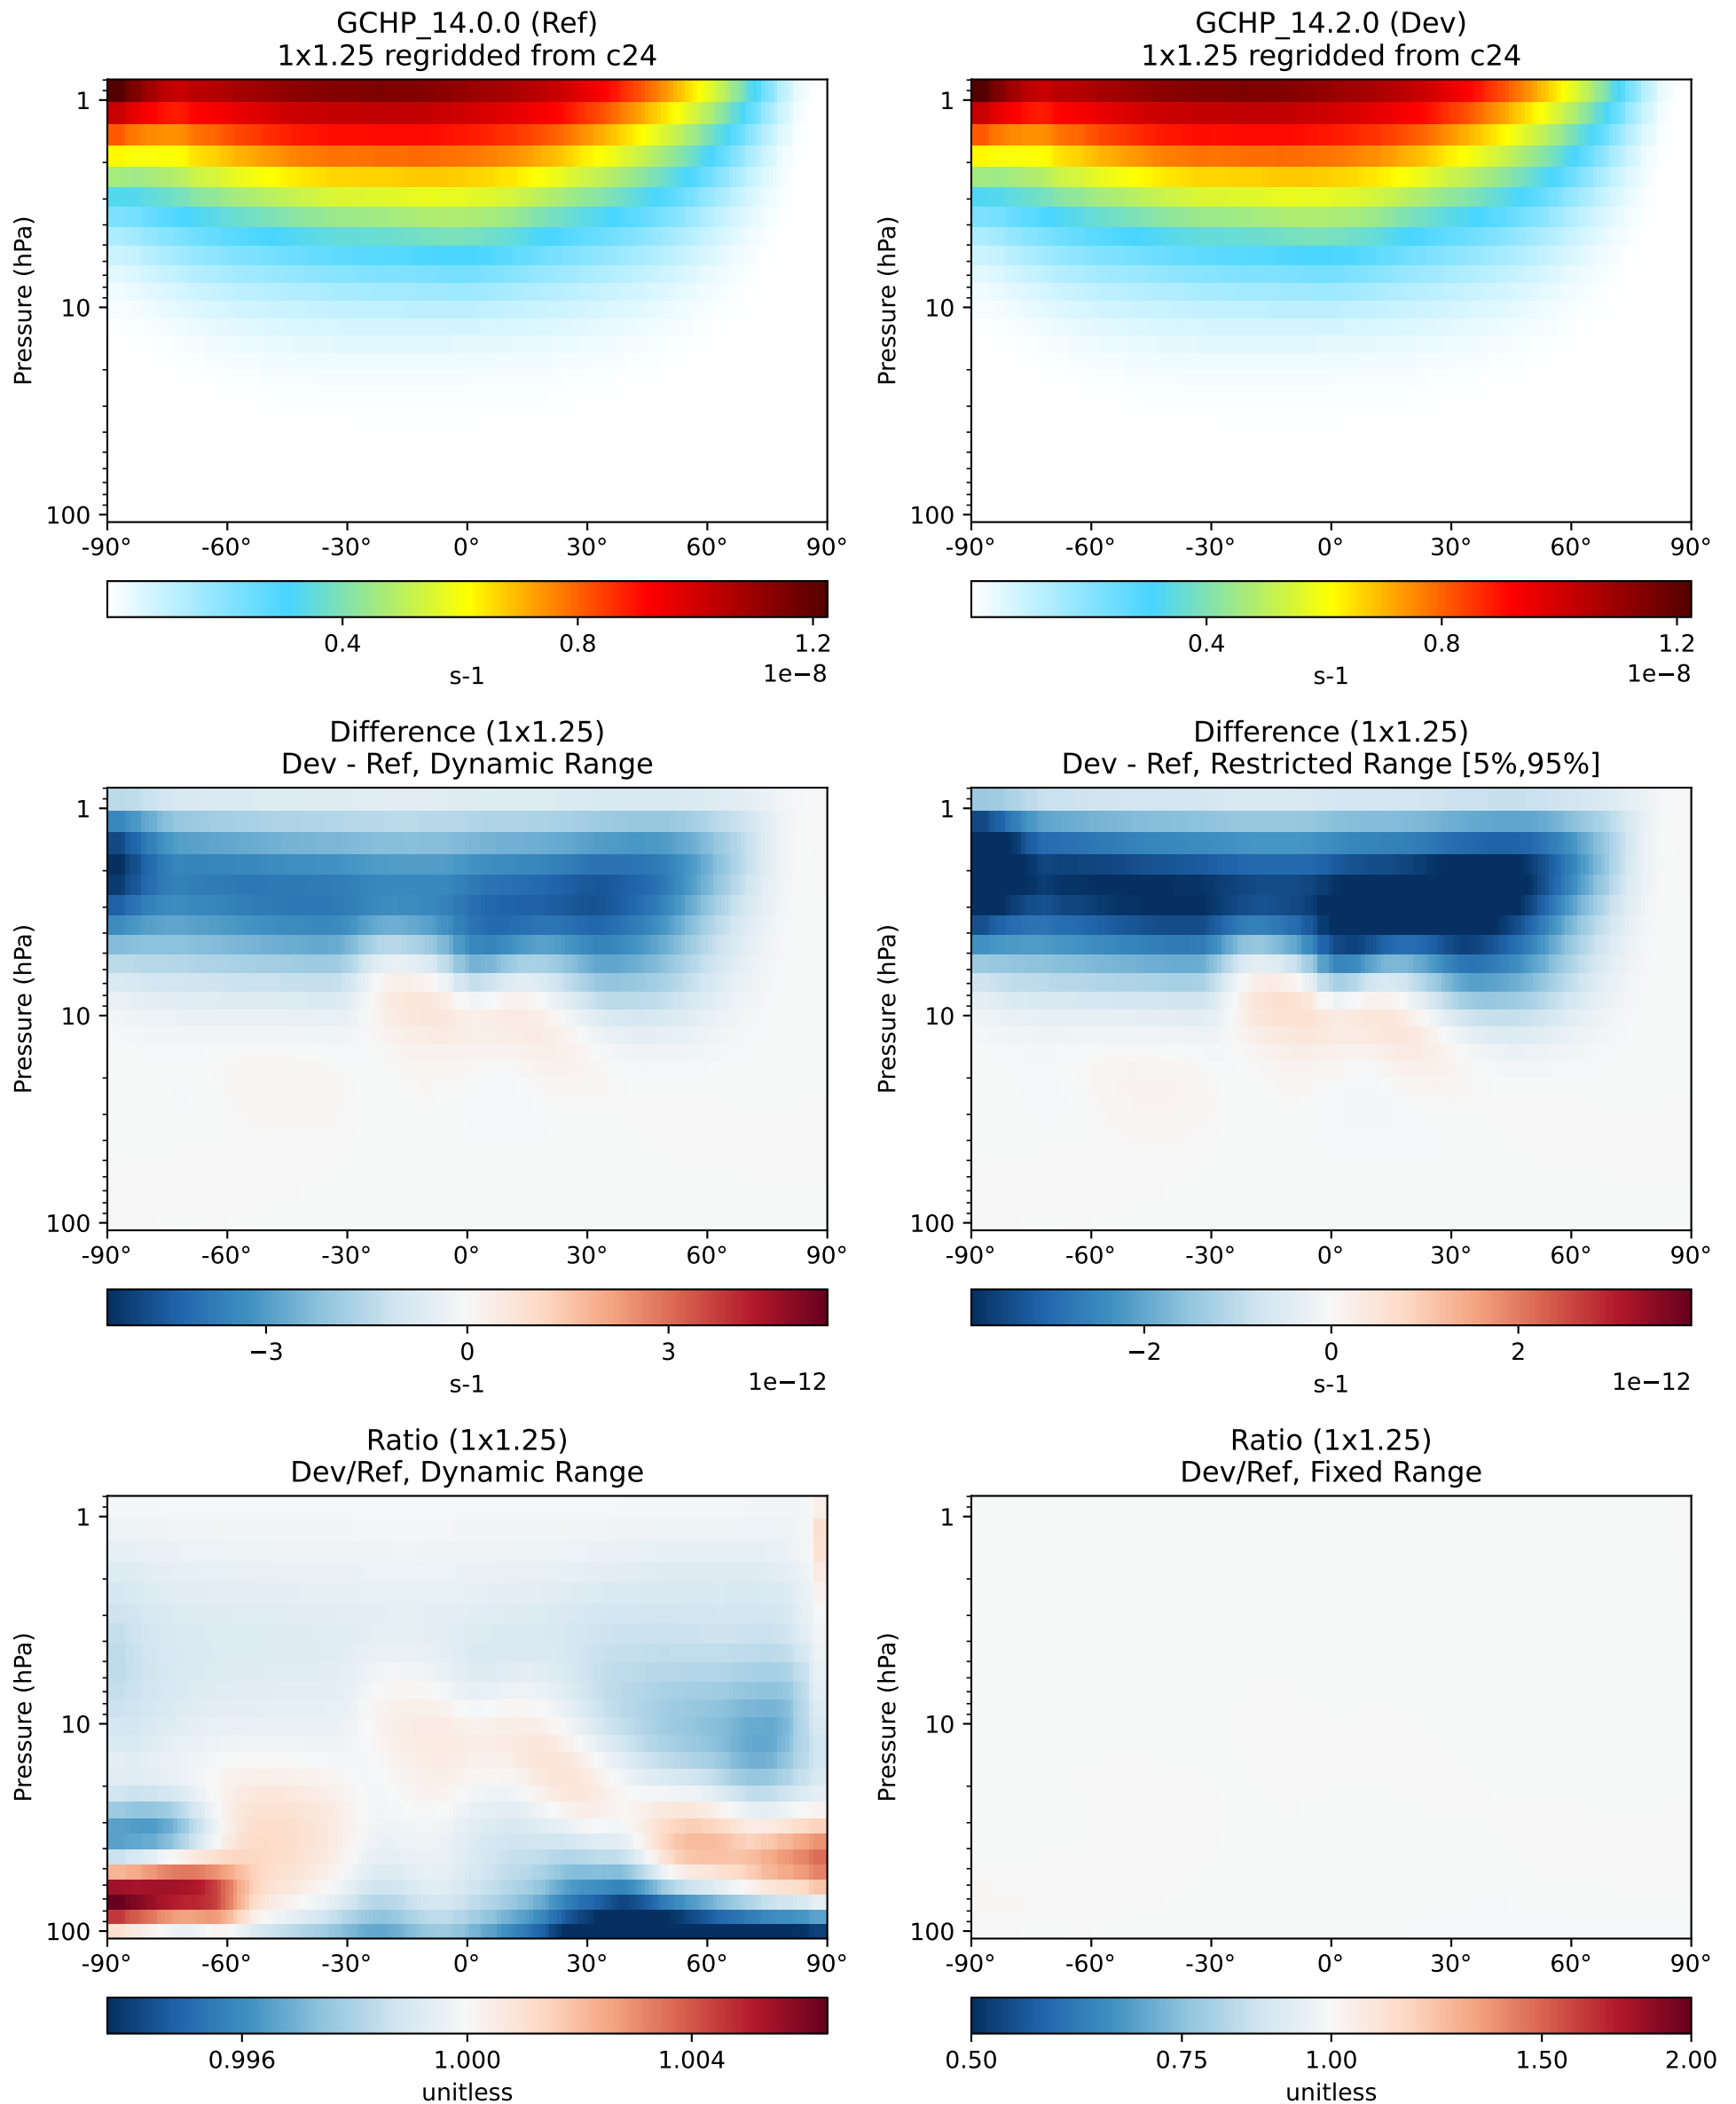 GCHP_14.0.0 (Ref)
1x1.25 regridded from c24
Pressure (hPa)
1
10
100
-90°  -60°  -30°  0°  30°  60°  90°
0.4  0.8  1.2
s-1
1e−8
GCHP_14.2.0 (Dev)
1x1.25 regridded from c24
Pressure (hPa)
1
10
100
-90°  -60°  -30°  0°  30°  60°  90°
0.4  0.8  1.2
s-1
1e−8
Difference (1x1.25)
Dev - Ref, Dynamic Range
Pressure (hPa)
1
10
100
-90°  -60°  -30°  0°  30°  60°  90°
−3  0  3
s-1
1e−12
Difference (1x1.25)
Dev - Ref, Restricted Range [5%,95%]
Pressure (hPa)
1
10
100
-90°  -60°  -30°  0°  30°  60°  90°
−2  0  2
s-1
1e−12
Ratio (1x1.25)
Dev/Ref, Dynamic Range
Pressure (hPa)
1
10
100
-90°  -60°  -30°  0°  30°  60°  90°
0.996  1.000  1.004
unitless
Ratio (1x1.25)
Dev/Ref, Fixed Range
Pressure (hPa)
1
10
100
-90°  -60°  -30°  0°  30°  60°  90°
0.50  0.75  1.00  1.50  2.00
unitless